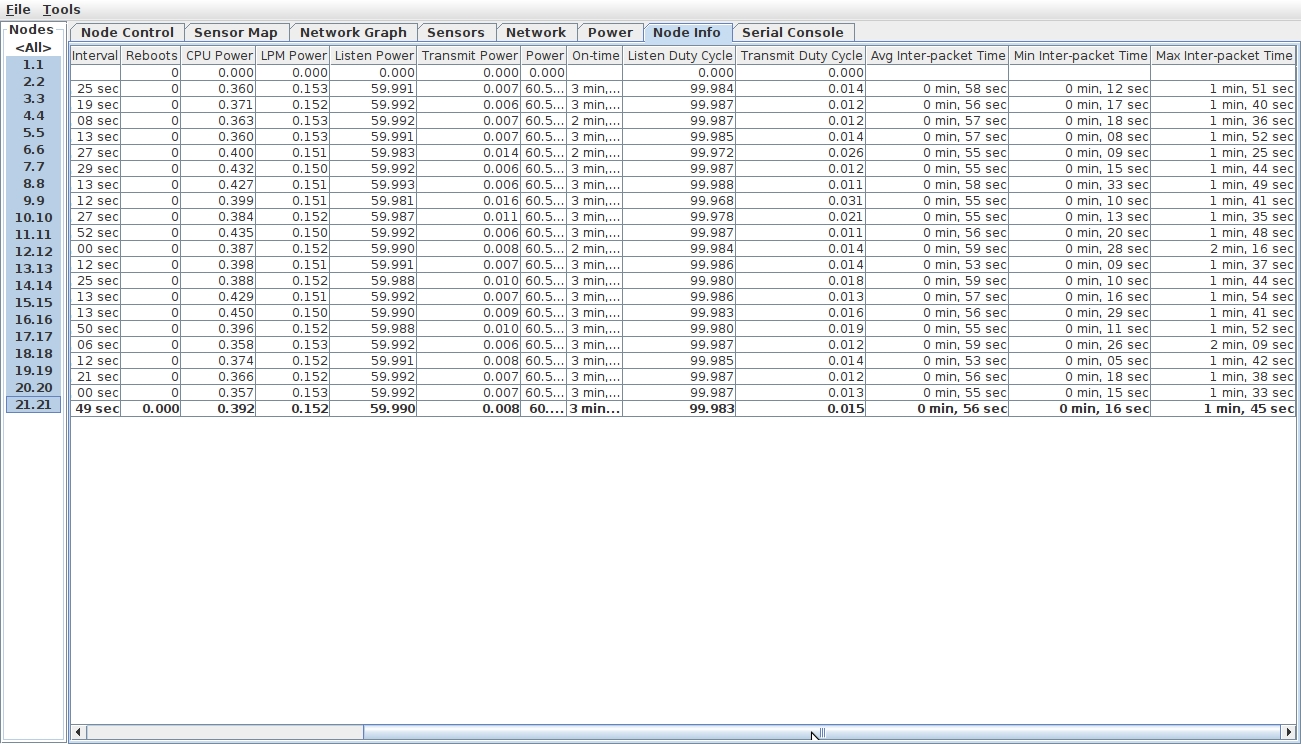 File Tools
Nodes
<All>
1.1
2.2
3.3
4.4
5.5
6.6
7.7
8.8
9.9
10.10
11.11
12.12
13.13
14.14
15.15
16.16
17.17
18.18
19.19
20.20
21.21
Node Control Sensor Map Network Graph Sensors Network Power Node Info Serial Console
Interval Reboots CPU Power LPM Power Listen Power Transmit Power Power On-time Listen Duty Cycle Transmit Duty Cycle Avg Inter-packet Time Min Inter-packet Time Max Inter-packet Time
0 0.000 0.000 0.000 0.000 0.000 0.000 0.000
25 sec 0 0.360 0.153 59.991 0.007 60.5... 3 min,... 99.984 0.014 0 min, 58 sec 0 min, 12 sec 1 min, 51 sec
19 sec 0 0.371 0.152 59.992 0.006 60.5... 3 min,... 99.987 0.012 0 min, 56 sec 0 min, 17 sec 1 min, 40 sec
08 sec 0 0.363 0.153 59.992 0.007 60.5... 2 min,... 99.987 0.012 0 min, 57 sec 0 min, 18 sec 1 min, 36 sec
13 sec 0 0.360 0.153 59.991 0.007 60.5... 3 min,... 99.985 0.014 0 min, 57 sec 0 min, 08 sec 1 min, 52 sec
27 sec 0 0.400 0.151 59.983 0.014 60.5... 2 min,... 99.972 0.026 0 min, 55 sec 0 min, 09 sec 1 min, 25 sec
29 sec 0 0.432 0.150 59.992 0.006 60.5... 3 min,... 99.987 0.012 0 min, 55 sec 0 min, 15 sec 1 min, 44 sec
13 sec 0 0.427 0.151 59.993 0.006 60.5... 3 min,... 99.988 0.011 0 min, 58 sec 0 min, 33 sec 1 min, 49 sec
12 sec 0 0.399 0.151 59.981 0.016 60.5... 3 min,... 99.968 0.031 0 min, 55 sec 0 min, 10 sec 1 min, 41 sec
27 sec 0 0.384 0.152 59.987 0.011 60.5... 3 min,... 99.978 0.021 0 min, 55 sec 0 min, 13 sec 1 min, 35 sec
52 sec 0 0.435 0.150 59.992 0.006 60.5... 3 min,... 99.987 0.011 0 min, 56 sec 0 min, 20 sec 1 min, 48 sec
00 sec 0 0.387 0.152 59.990 0.008 60.5... 2 min,... 99.984 0.014 0 min, 59 sec 0 min, 28 sec 2 min, 16 sec
12 sec 0 0.398 0.151 59.991 0.007 60.5... 3 min,... 99.986 0.014 0 min, 53 sec 0 min, 09 sec 1 min, 37 sec
25 sec 0 0.388 0.152 59.988 0.010 60.5... 3 min,... 99.980 0.018 0 min, 59 sec 0 min, 10 sec 1 min, 44 sec
13 sec 0 0.429 0.151 59.992 0.007 60.5... 3 min,... 99.986 0.013 0 min, 57 sec 0 min, 16 sec 1 min, 54 sec
13 sec 0 0.450 0.150 59.990 0.009 60.5... 3 min,... 99.983 0.016 0 min, 56 sec 0 min, 29 sec 1 min, 41 sec
50 sec 0 0.396 0.152 59.988 0.010 60.5... 3 min,... 99.980 0.019 0 min, 55 sec 0 min, 11 sec 1 min, 52 sec
06 sec 0 0.358 0.153 59.992 0.006 60.5... 3 min,... 99.987 0.012 0 min, 59 sec 0 min, 26 sec 2 min, 09 sec
12 sec 0 0.374 0.152 59.991 0.008 60.5... 3 min,... 99.985 0.014 0 min, 53 sec 0 min, 05 sec 1 min, 42 sec
21 sec 0 0.366 0.152 59.992 0.007 60.5... 3 min,... 99.987 0.012 0 min, 56 sec 0 min, 18 sec 1 min, 38 sec
00 sec 0 0.357 0.153 59.992 0.007 60.5... 3 min,... 99.987 0.013 0 min, 55 sec 0 min, 15 sec 1 min, 33 sec
49 sec 0.000 0.392 0.152 59.990 0.008 60.... 3 min... 99.983 0.015 0 min, 56 sec 0 min, 16 sec 1 min, 45 sec